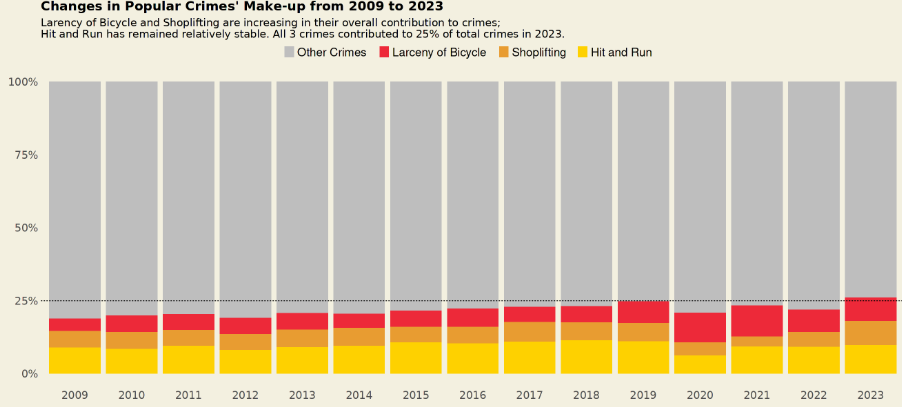 Changes in Popular Crimes' Make-up from 2009 to 2023
Larency of Bicycle and Shoplifting are increasing in their overall contribution to crimes;
Hit and Run has remained relatively stable. All 3 crimes contributed to 25% of total crimes in 2023.
Other Crimes Larceny of Bicycle Shoplifting Hit and Run
100%
75%
50%
25%
0%
2009 2010 2011 2012 2013 2014 2015 2016 2017 2018 2019 2020 2021 2022 2023